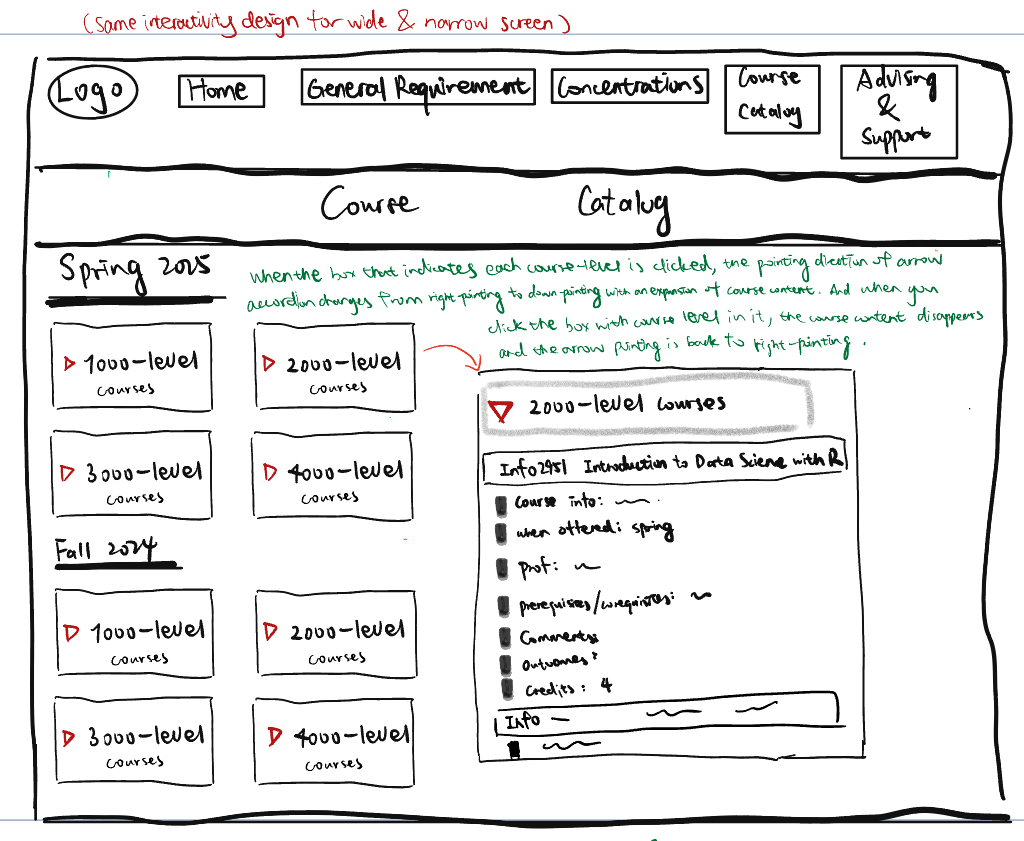 (Same interactivity design for wide & narrow screen)
Logo
Home
General Requirement
Concentrations
Course
Catalog
Advising
&
Support
Course Catalog
Spring 2025
When the box that indicates each course-level is clicked, the pointing direction of arrow
accordion changes from right-pointing to down-pointing with an expansion of course content. And when you
click the box with course level in it, the course content disappears
and the arrow pointing is back to right-pointing.
1000-level
courses
2000-level
courses
3000-level
courses
4000-level
courses
2000-level courses
Info2951 Introduction to Data Sciene with R
Course info:
when offered: spring
prof:
prerequisites/corequisites:
Comments:
Outcomes:
Credits: 4
Info
Fall 2024
1000-level
courses
2000-level
courses
3000-level
courses
4000-level
courses